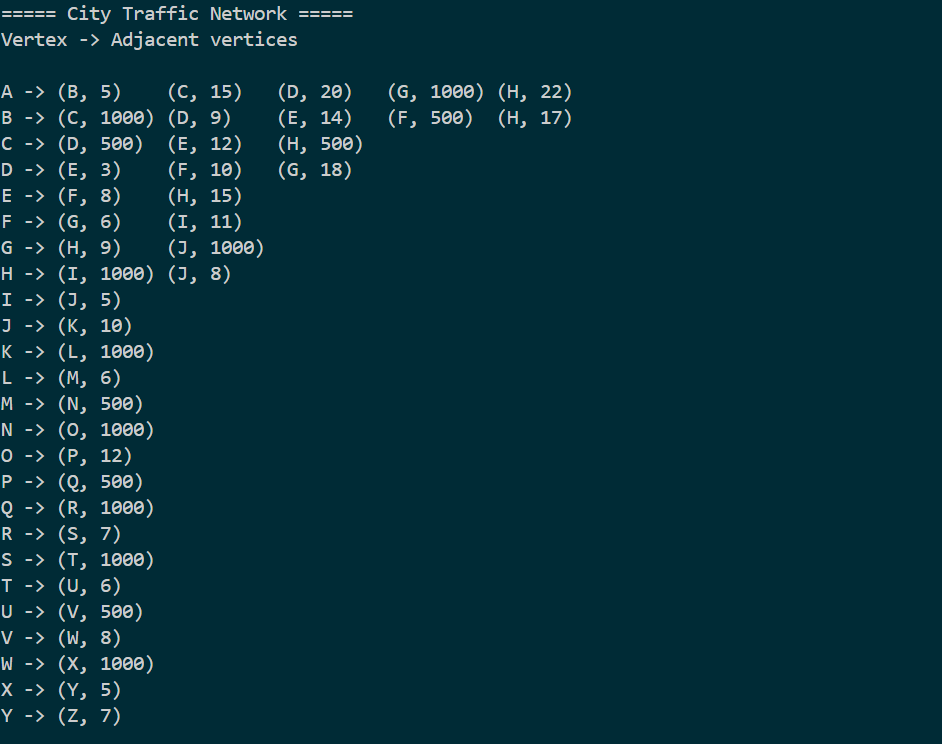 ===== City Traffic Network =====
Vertex -> Adjacent vertices
A -> (B, 5) (C, 15) (D, 20) (G, 1000) (H, 22)
B -> (C, 1000) (D, 9) (E, 14) (F, 500) (H, 17)
C -> (D, 500) (E, 12) (H, 500)
D -> (E, 3) (F, 10) (G, 18)
E -> (F, 8) (H, 15)
F -> (G, 6) (I, 11)
G -> (H, 9) (J, 1000)
H -> (I, 1000) (J, 8)
I -> (J, 5)
J -> (K, 10)
K -> (L, 1000)
L -> (M, 6)
M -> (N, 500)
N -> (O, 1000)
O -> (P, 12)
P -> (Q, 500)
Q -> (R, 1000)
R -> (S, 7)
S -> (T, 1000)
T -> (U, 6)
U -> (V, 500)
V -> (W, 8)
W -> (X, 1000)
X -> (Y, 5)
Y -> (Z, 7)